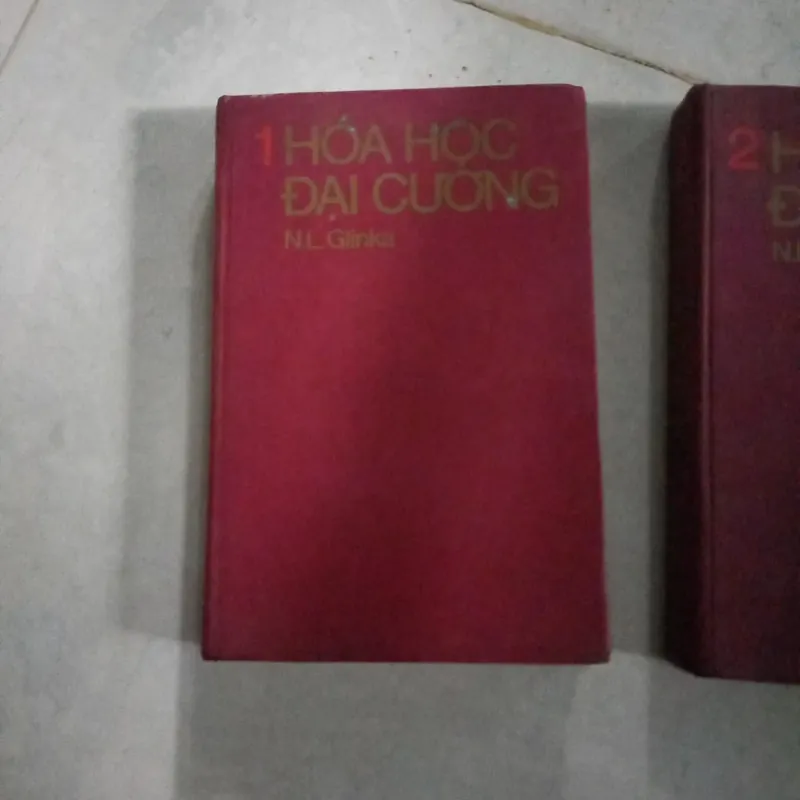 1 HÓA HỌC
ĐẠI CƯƠNG
N.L. Glinka
2 H
Đ
N.